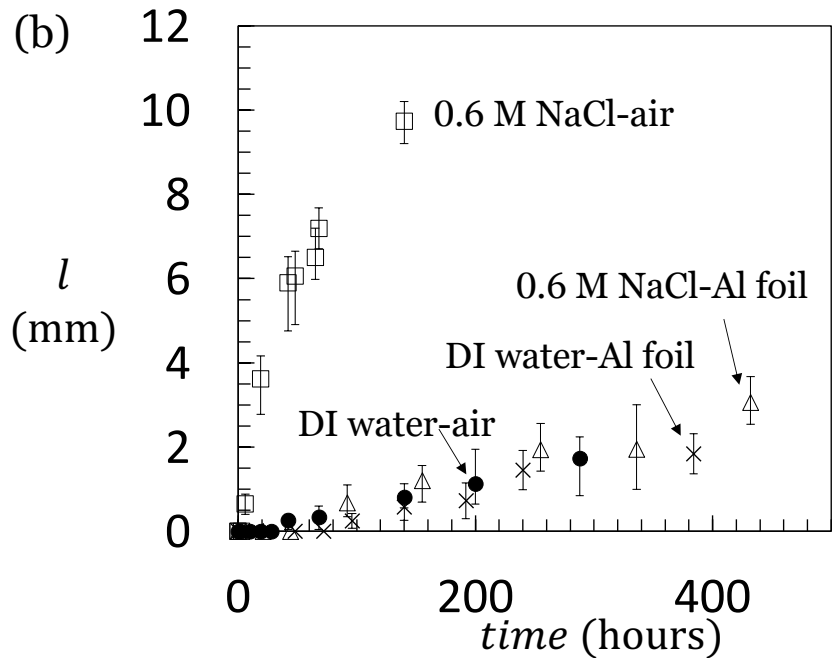 (b)
12
10
8
6
4
2
0
l
(mm)
0.6 M NaCl-air
0.6 M NaCl-Al foil
DI water-Al foil
DI water-air
0
200
400
time (hours)